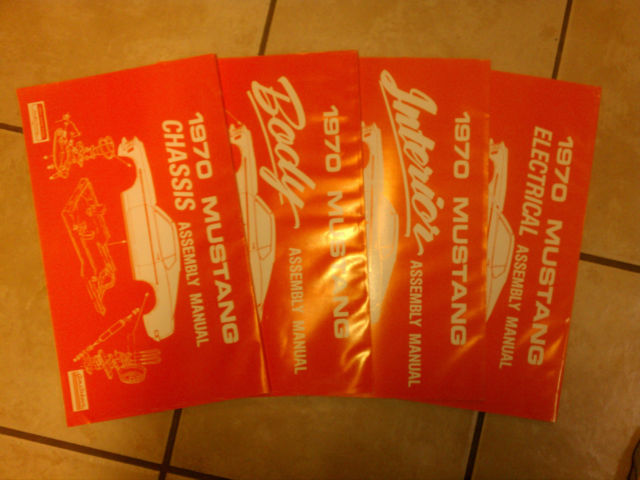 1970 MUSTANG
CHASSIS ASSEMBLY MANUAL
Body
1970 MUSTANG
ASSEMBLY MANUAL
Interior
1970 MUSTANG
ASSEMBLY MANUAL
1970 MUSTANG
ELECTRICAL ASSEMBLY MANUAL